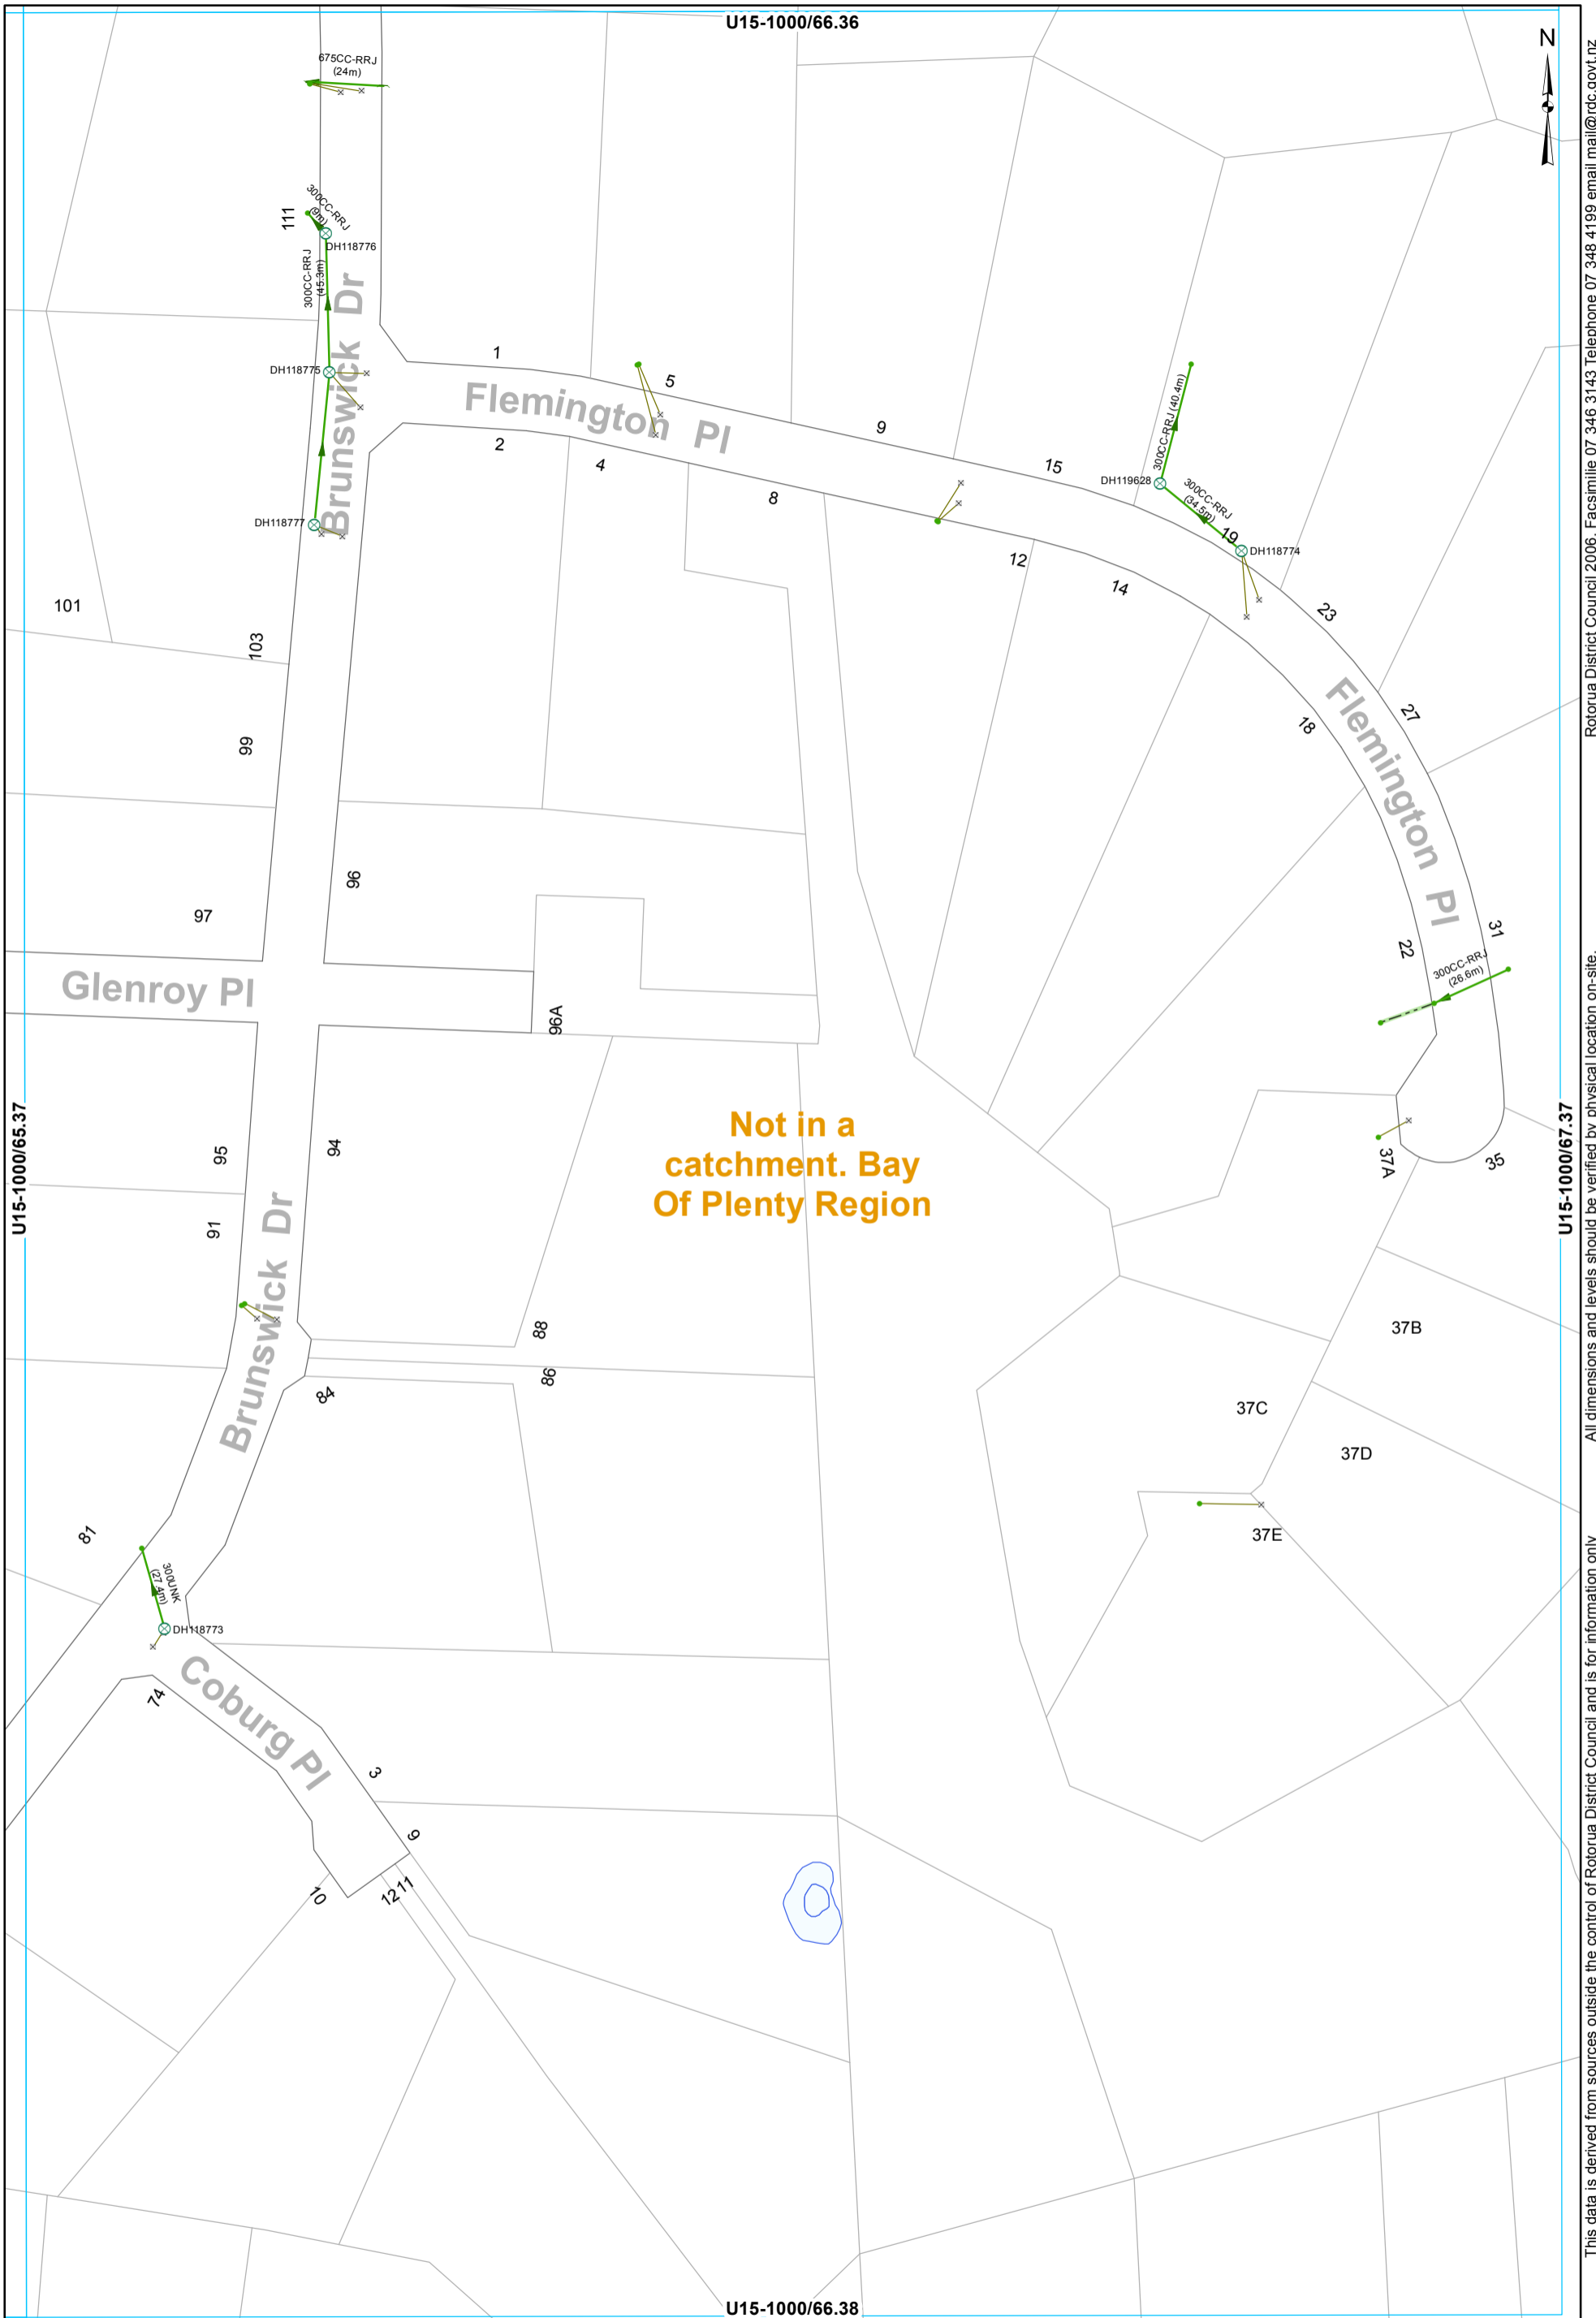 U15-1000/66.36
N
675CC-RRJ
(24m)
300CC-RRJ
(9m)
111
DH118776
300CC-RRJ
(45.3m)
Brunswick Dr
DH118775
1
5
Flemington Pl
9
2
4
8
15
300CC-RRJ (40.4m)
DH119628
300CC-RRJ
(34.5m)
19
DH118774
DH118777
12
14
101
103
23
27
18
99
Flemington Pl
96
97
31
22
300CC-RRJ
(26.6m)
Glenroy Pl
96A
U15-1000/65.37
95
94
Not in a
catchment. Bay
Of Plenty Region
37A
35
U15-1000/67.37
91
Brunswick Dr
88
86
84
37B
37C
37D
37E
81
300UNK
(27.4m)
DH118773
74
Coburg Pl
3
9
10
12
11
U15-1000/66.38
Rotorua District Council 2006. Facsimilie 07 346 3143 Telephone 07 348 4199 email mail@rdc.govt.nz
All dimensions and levels should be verified by physical location on-site.
This data is derived from sources outside the control of Rotorua District Council and is for information only